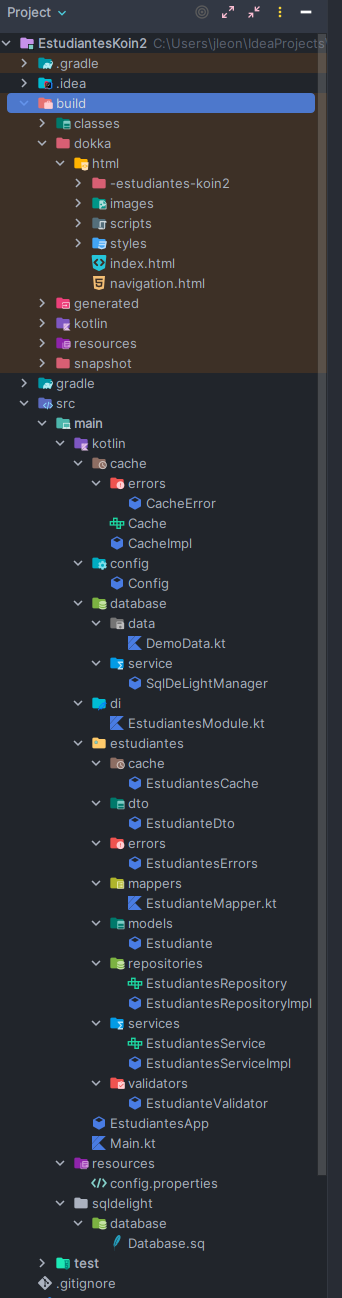 Project
EstudiantesKoin2 C:\Users\jleon\IdeaProjects\
.gradle
.idea
build
classes
dokka
html
-estudiantes-koin2
images
scripts
styles
index.html
navigation.html
generated
kotlin
resources
snapshot
gradle
src
main
kotlin
cache
errors
CacheError
Cache
CacheImpl
config
Config
database
data
DemoData.kt
service
SqlDeLightManager
di
EstudiantesModule.kt
estudiantes
cache
EstudiantesCache
dto
EstudianteDto
errors
EstudiantesErrors
mappers
EstudianteMapper.kt
models
Estudiante
repositories
EstudiantesRepository
EstudiantesRepositoryImpl
services
EstudiantesService
EstudiantesServiceImpl
validators
EstudianteValidator
EstudiantesApp
Main.kt
resources
config.properties
sqldelight
database
Database.sq
test
.gitignore